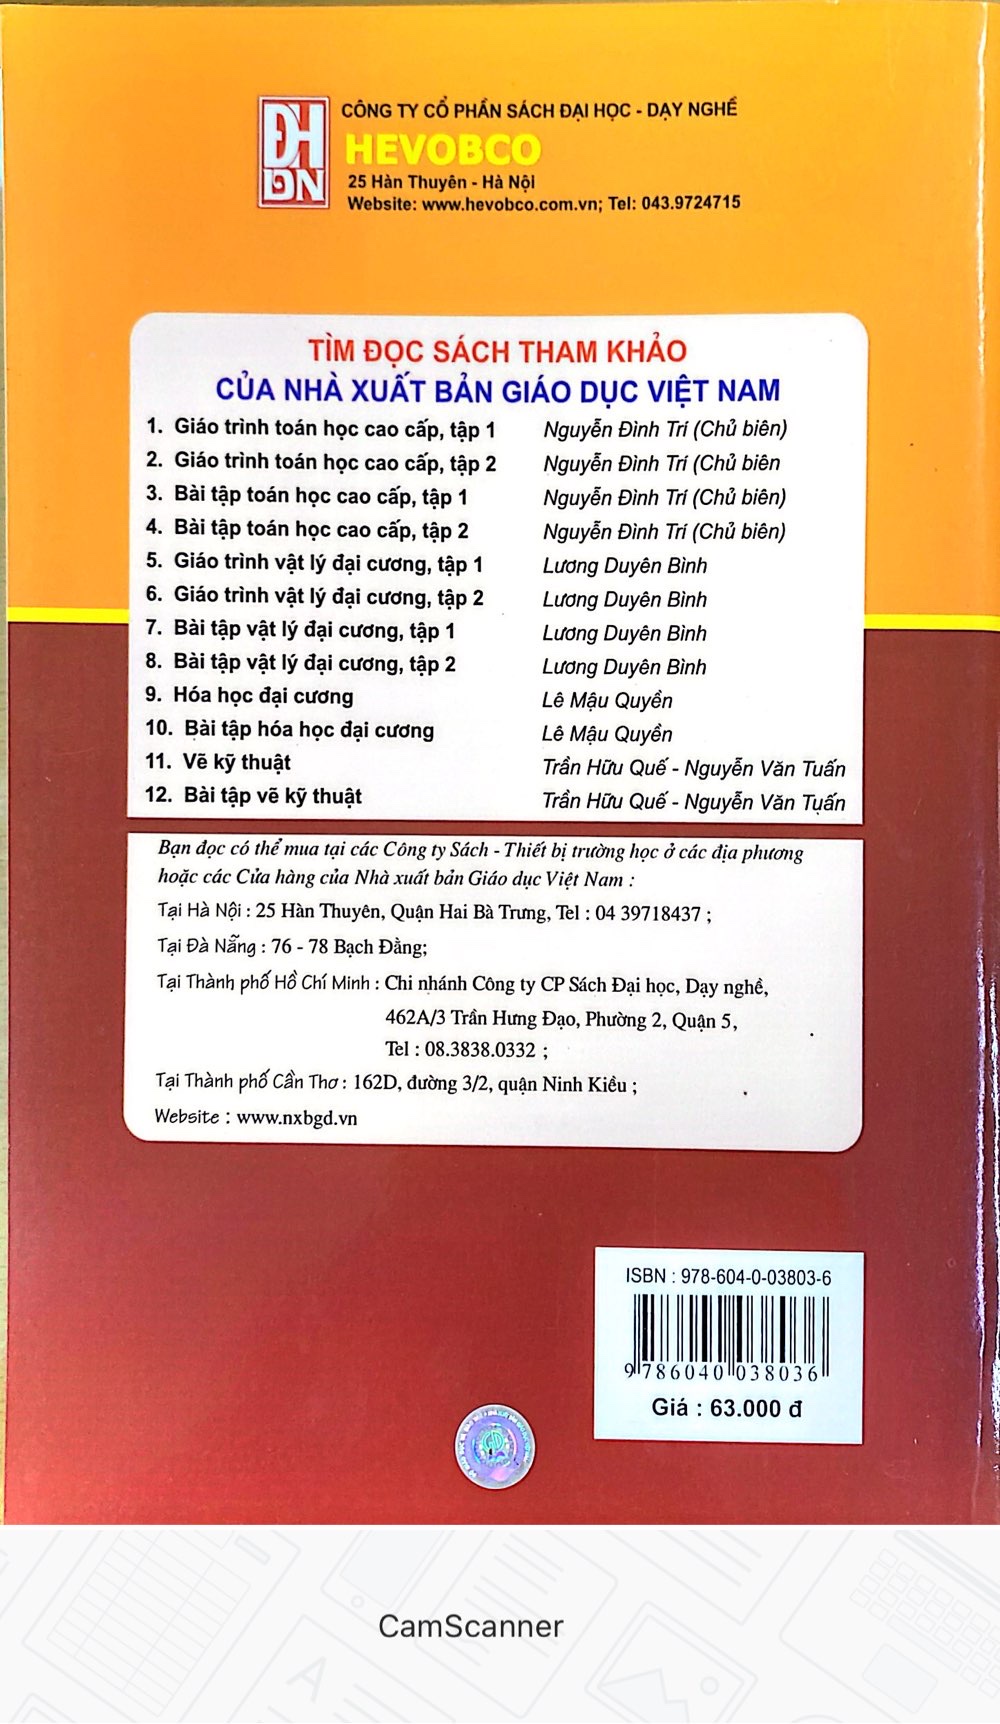 ĐH
DN
CÔNG TY CỔ PHẦN SÁCH ĐẠI HỌC - DẠY NGHỀ
HEVOBCO
25 Hàn Thuyên - Hà Nội
Website: www.hevobco.com.vn; Tel: 043.9724715
TÌM ĐỌC SÁCH THAM KHẢO
CỦA NHÀ XUẤT BẢN GIÁO DỤC VIỆT NAM
1. Giáo trình toán học cao cấp, tập 1 Nguyễn Đình Trí (Chủ biên)
2. Giáo trình toán học cao cấp, tập 2 Nguyễn Đình Trí (Chủ biên
3. Bài tập toán học cao cấp, tập 1 Nguyễn Đình Trí (Chủ biên)
4. Bài tập toán học cao cấp, tập 2 Nguyễn Đình Trí (Chủ biên)
5. Giáo trình vật lý đại cương, tập 1 Lương Duyên Bình
6. Giáo trình vật lý đại cương, tập 2 Lương Duyên Bình
7. Bài tập vật lý đại cương, tập 1 Lương Duyên Bình
8. Bài tập vật lý đại cương, tập 2 Lương Duyên Bình
9. Hóa học đại cương Lê Mậu Quyền
10. Bài tập hóa học đại cương Lê Mậu Quyền
11. Vẽ kỹ thuật Trần Hữu Quế - Nguyễn Văn Tuấn
12. Bài tập vẽ kỹ thuật Trần Hữu Quế - Nguyễn Văn Tuấn
Bạn đọc có thể mua tại các Công ty Sách - Thiết bị trường học ở các địa phương
hoặc các Cửa hàng của Nhà xuất bản Giáo dục Việt Nam :
Tại Hà Nội : 25 Hàn Thuyên, Quận Hai Bà Trưng, Tel : 04 39718437 ;
Tại Đà Nẵng : 76 - 78 Bạch Đằng;
Tại Thành phố Hồ Chí Minh : Chi nhánh Công ty CP Sách Đại học, Dạy nghề,
462A/3 Trần Hưng Đạo, Phường 2, Quận 5,
Tel : 08.3838.0332 ;
Tại Thành phố Cần Thơ : 162D, đường 3/2, quận Ninh Kiều ;
Website : www.nxbgd.vn
ISBN : 978-604-0-03803-6
9 786040 038036
Giá : 63.000 đ
CamScanner